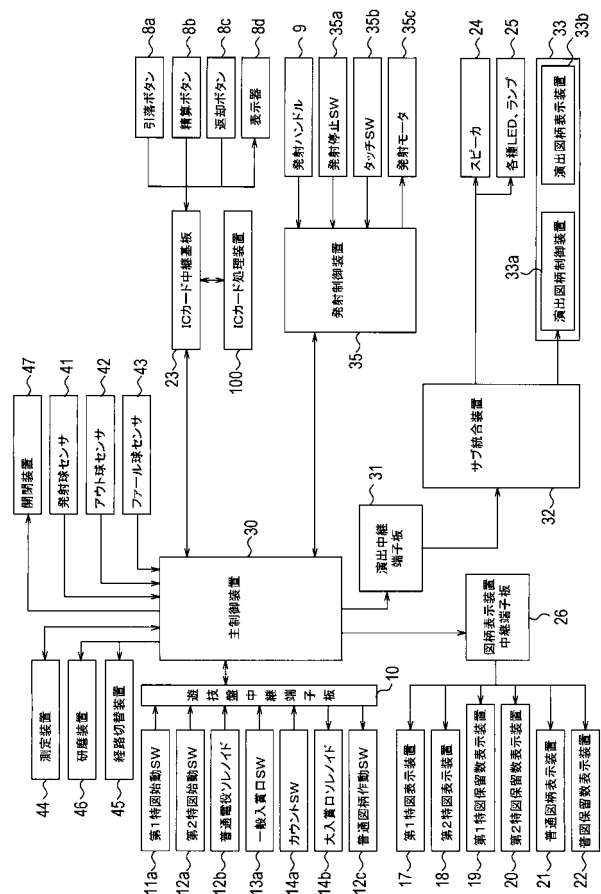 引落ボタン
8a
精算ボタン
8b
返却ボタン
8c
表示器
8d
ICカード中継基板
23
ICカード処理装置
100
発射ハンドル
9
発射停止SW
35a
タッチSW
35b
発射モータ
35c
発射制御装置
35
スピーカ
24
各種LED、ランプ
25
33
演出図柄表示装置
33b
演出図柄制御装置
33a
サブ統合装置
32
開閉装置
47
発射球センサ
41
アウト球センサ
42
ファール球センサ
43
主制御装置
30
演出中継
端子板
31
図柄表示装置
中継端子板
26
測定装置
44
研磨装置
46
経路切替装置
45
遊技盤中継端子板
10
第1特図始動SW
11a
第2特図始動SW
12a
普通電役ソレノイド
12b
一般入賞口SW
13a
カウントSW
14a
大入賞口ソレノイド
14b
普通図柄作動SW
12c
第1特図表示装置
17
第2特図表示装置
18
第1特図保留数表示装置
19
第2特図保留数表示装置
20
普通図柄表示装置
21
普図保留数表示装置
22